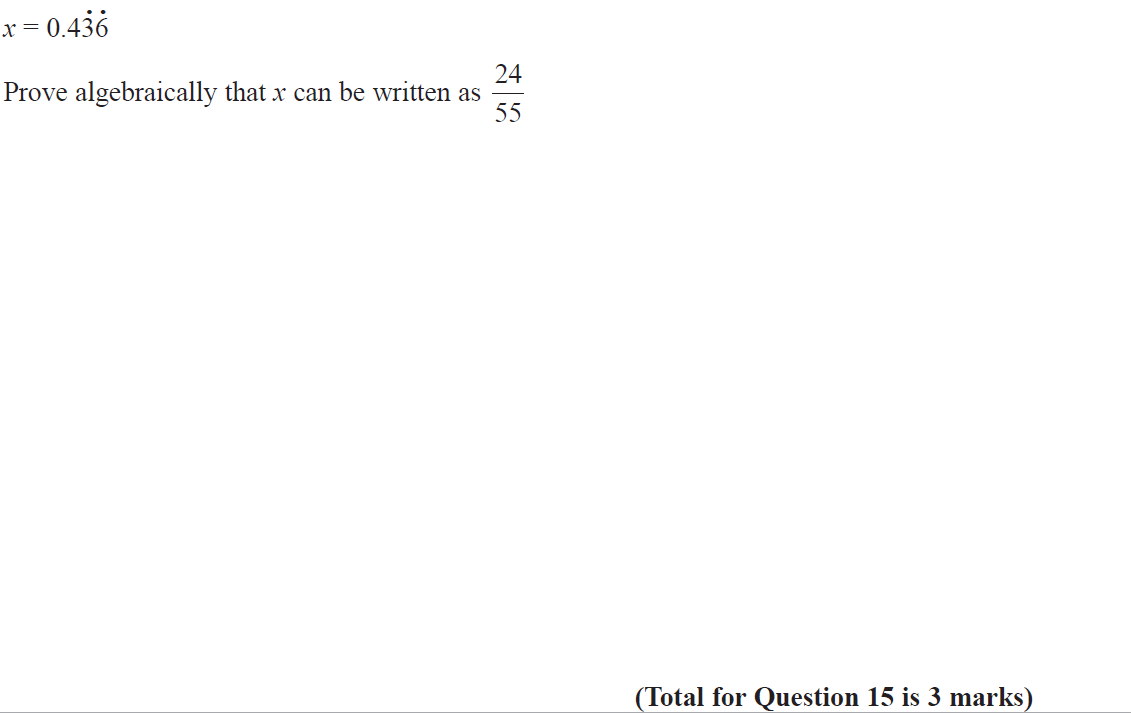 x = 0.43̇6̇
Prove algebraically that x can be written as 24/55
(Total for Question 15 is 3 marks)